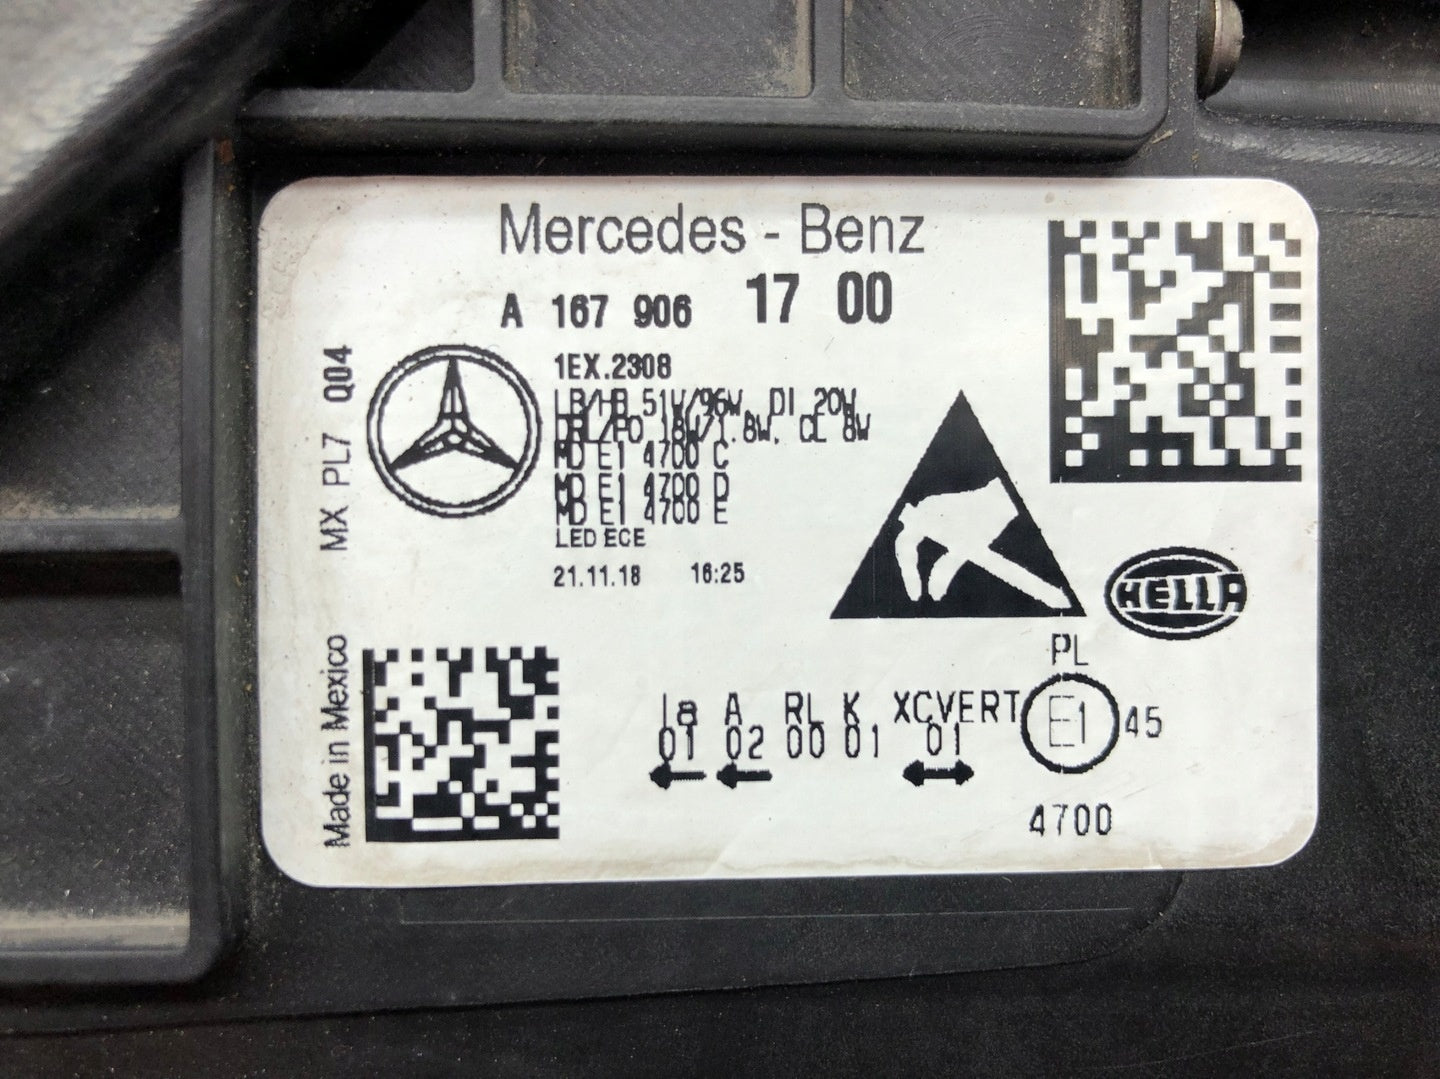 Mercedes - Benz
A 167 906 17 00
1EX.2308
LB/HB 51W/96W, DI 20W
DRL/PO 18W/1.8W, CL 8W
MD E1 4700 C
MD E1 4700 D
MD E1 4700 E
LED ECE
21.11.18 16:25
MX PL7 Q04
Made in Mexico
HELLA
PL
Ia A RL K XCVERT
01 02 00 01 01
E1 45
4700